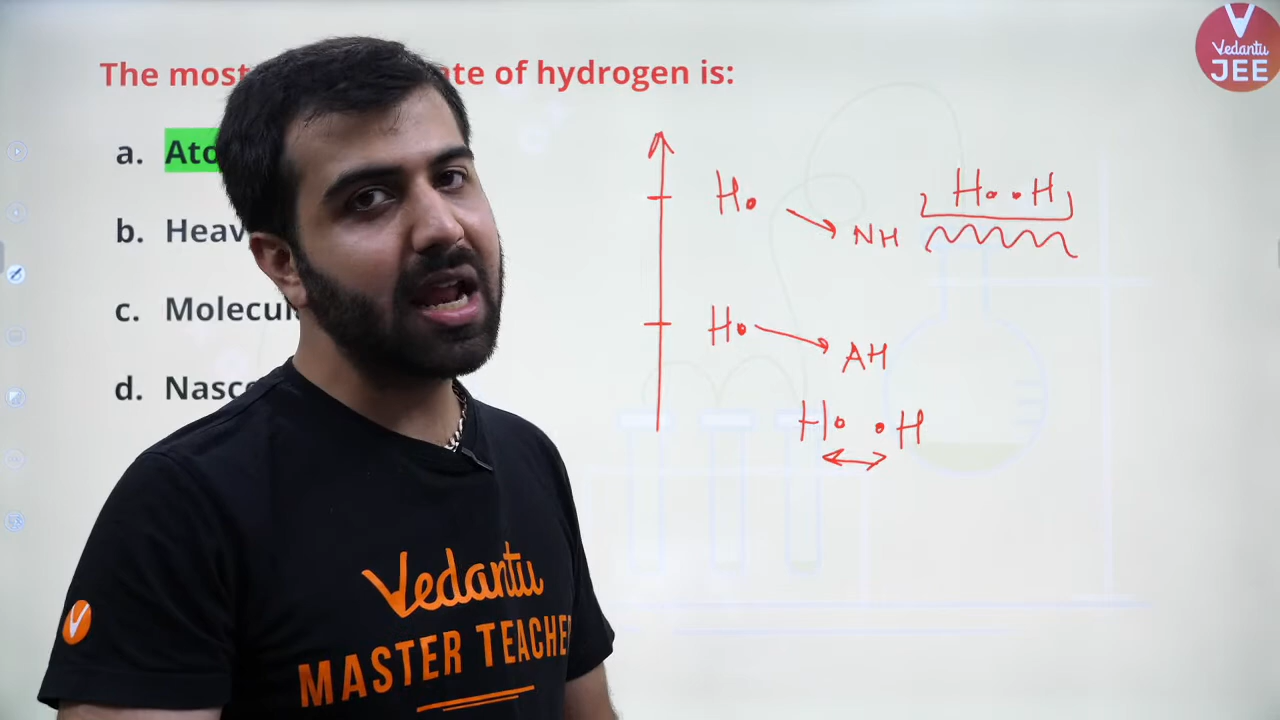 The most ate of hydrogen is:
a. Ato
b. Heav
c. Molecul
d. Nasc
H•
NH
H• •H
H•
AH
H• •H
Vedantu
JEE
Vedantu
MASTER TEACHER